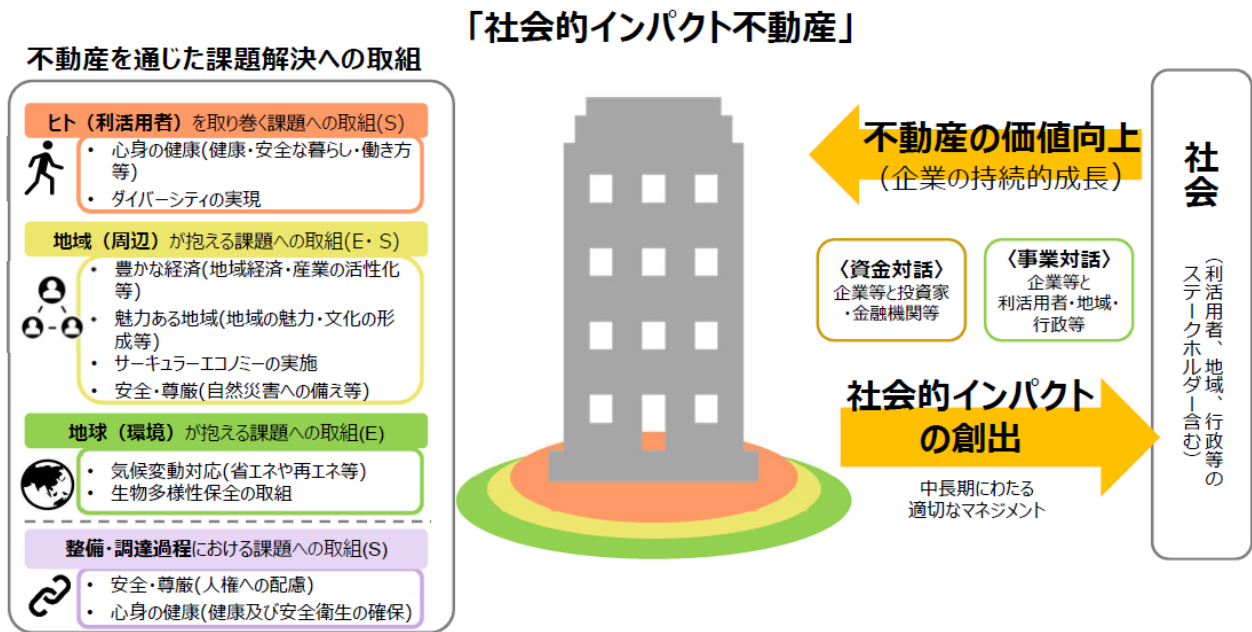 「社会的インパクト不動産」
不動産を通じた課題解決への取組
ヒト（利活用者）を取り巻く課題への取組(S)
• 心身の健康(健康・安全な暮らし・働き方
等)
• ダイバーシティの実現
地域（周辺）が抱える課題への取組(E・S)
• 豊かな経済(地域経済・産業の活性化
等)
• 魅力ある地域(地域の魅力・文化の形
成等)
• サーキュラーエコノミーの実施
• 安全・尊厳(自然災害への備え等)
地球（環境）が抱える課題への取組(E)
• 気候変動対応(省エネや再エネ等)
• 生物多様性保全の取組
整備・調達過程における課題への取組(S)
• 安全・尊厳(人権への配慮)
• 心身の健康(健康及び安全衛生の確保)
不動産の価値向上
（企業の持続的成長）
〈資金対話〉
企業等と投資家
・金融機関等
〈事業対話〉
企業等と
利活用者・地域・
行政等
社会的インパクト
の創出
中長期にわたる
適切なマネジメント
社会
（利活用者、地域、行政等の
ステークホルダー含む）